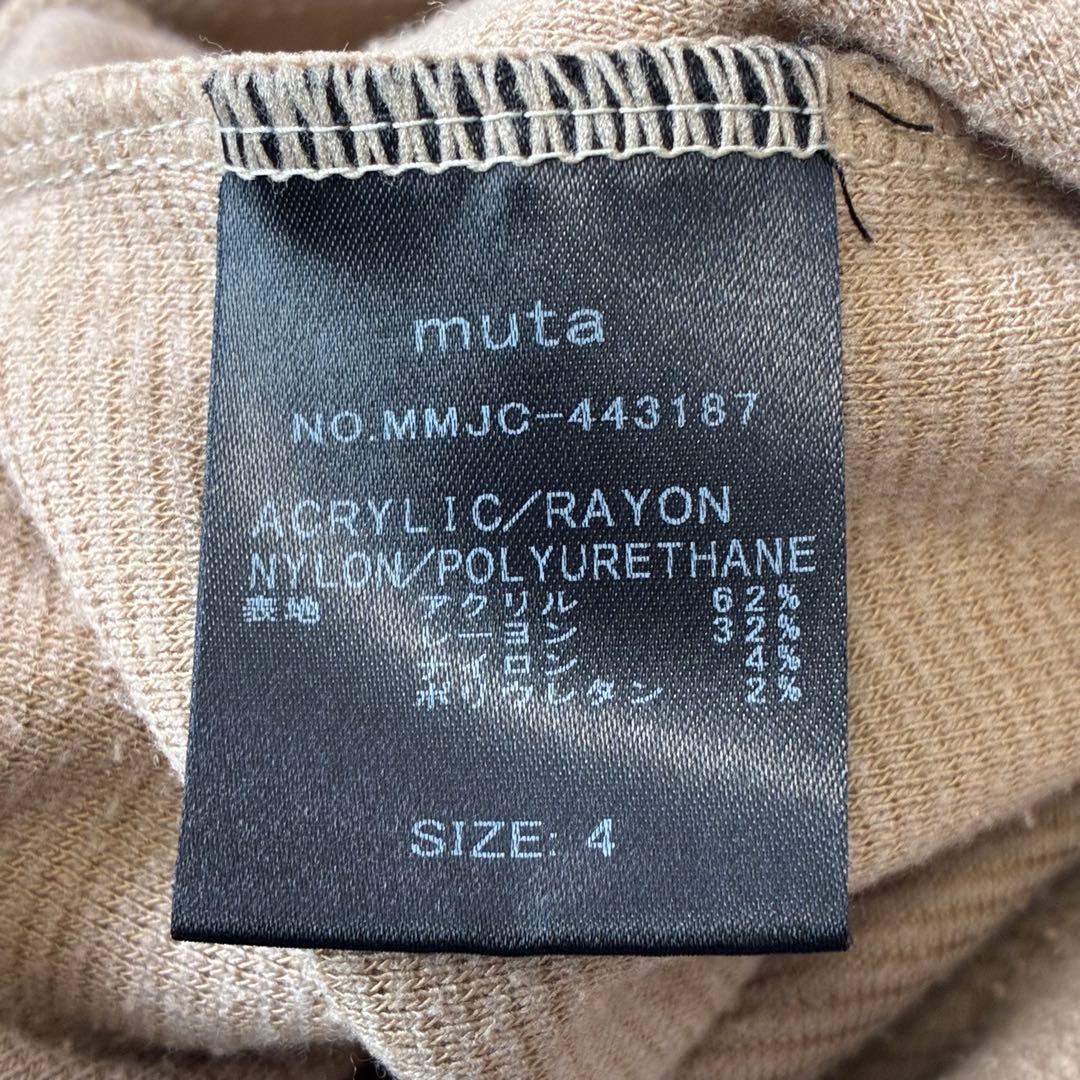 muta
NO.MMJC-443187
ACRYLIC/RAYON
NYLON/POLYURETHANE
表地 アクリル 62%
レーヨン 32%
ナイロン 4%
ポリウレタン 2%
SIZE: 4